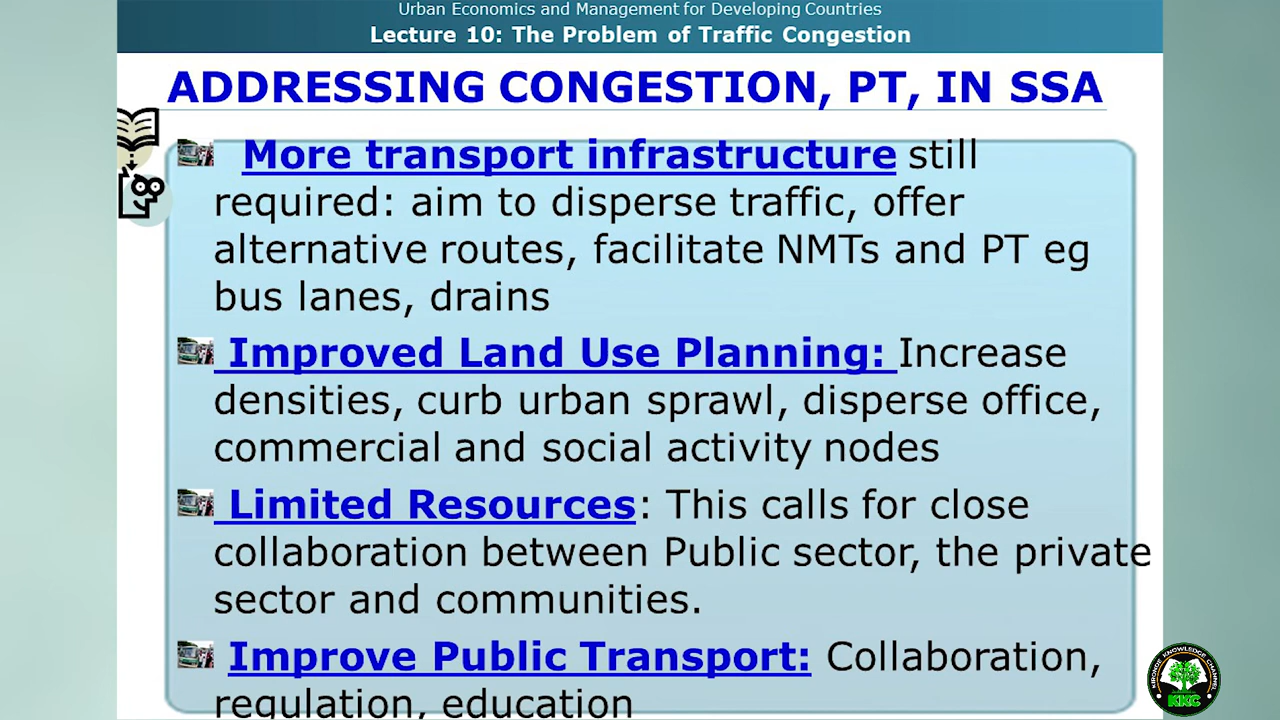 Urban Economics and Management for Developing Countries
Lecture 10: The Problem of Traffic Congestion
ADDRESSING CONGESTION, PT, IN SSA
More transport infrastructure still
required: aim to disperse traffic, offer
alternative routes, facilitate NMTs and PT eg
bus lanes, drains
Improved Land Use Planning: Increase
densities, curb urban sprawl, disperse office,
commercial and social activity nodes
Limited Resources: This calls for close
collaboration between Public sector, the private
sector and communities.
Improve Public Transport: Collaboration,
regulation, education
KIRONDE KNOWLEDGE CHANNEL
KKC